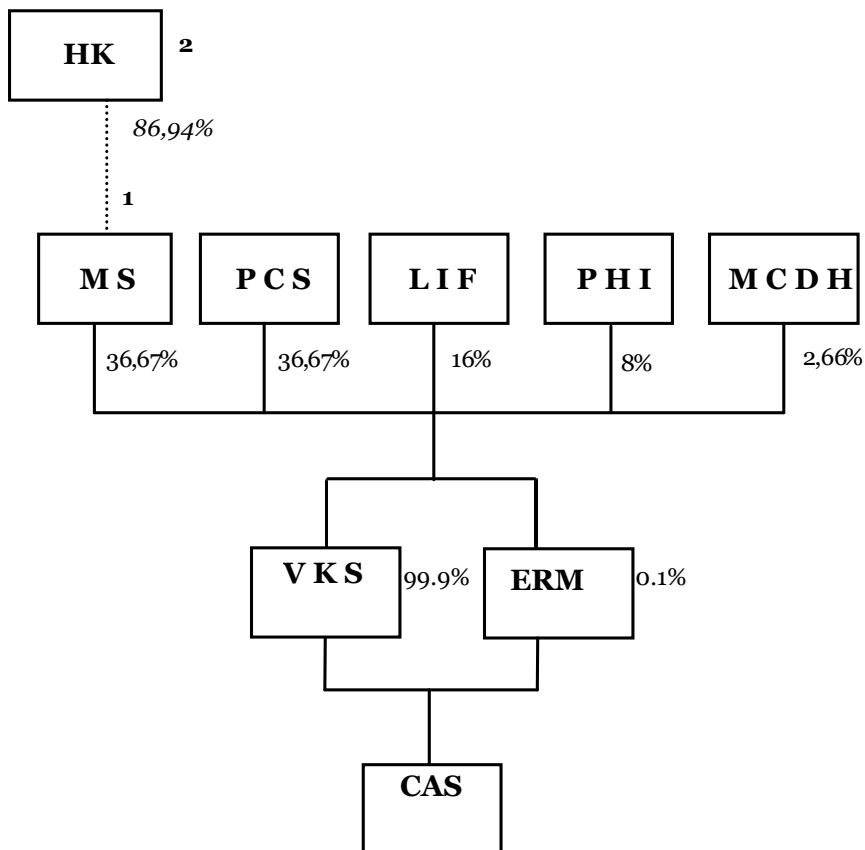 HK 2
86,94%
1
M S P C S L I F P H I M C D H
36,67% 36,67% 16% 8% 2,66%
V K S 99.9% ERM 0.1%
CAS